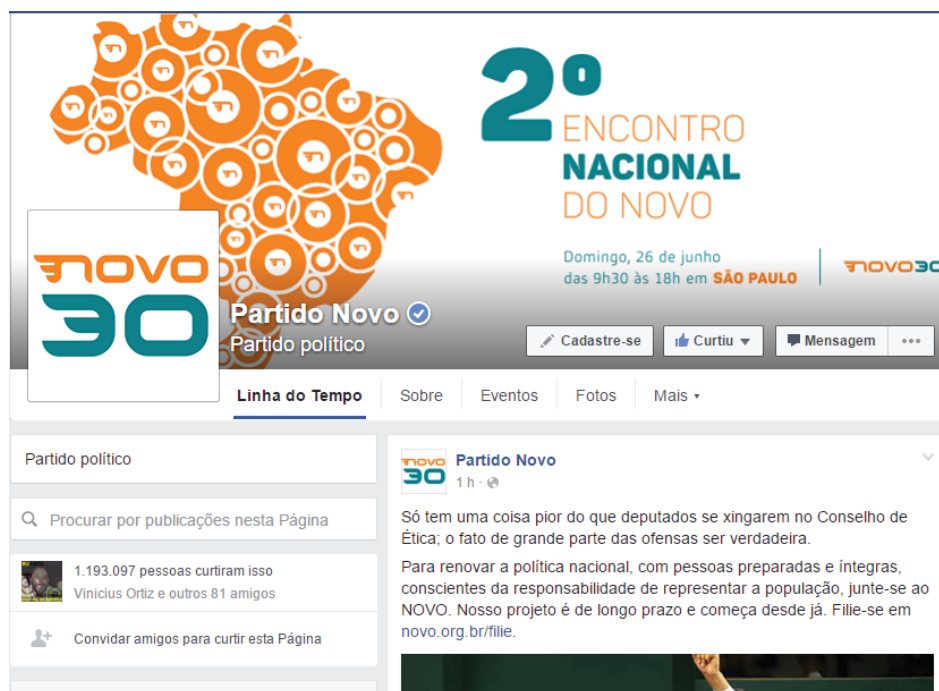 2º
ENCONTRO
NACIONAL
DO NOVO
Domingo, 26 de junho
das 9h30 às 18h em SÃO PAULO
NOVO30
NOVO
30
Partido Novo
Partido político
Cadastre-se
Curtiu
Mensagem
Linha do Tempo
Sobre
Eventos
Fotos
Mais
Partido político
Procurar por publicações nesta Página
1.193.097 pessoas curtiram isso
Vinicius Ortiz e outros 81 amigos
Convidar amigos para curtir esta Página
NOVO
30
Partido Novo
1 h ·
Só tem uma coisa pior do que deputados se xingarem no Conselho de
Ética; o fato de grande parte das ofensas ser verdadeira.
Para renovar a política nacional, com pessoas preparadas e íntegras,
conscientes da responsabilidade de representar a população, junte-se ao
NOVO. Nosso projeto é de longo prazo e começa desde já. Filie-se em
novo.org.br/filie.